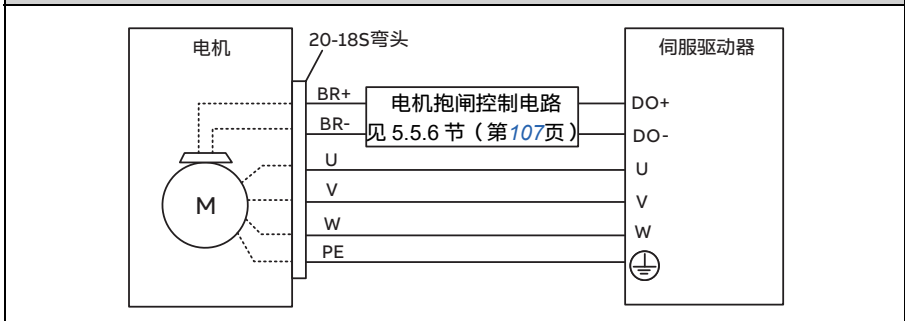 电机
20-18S弯头
伺服驱动器
BR+
电机抱闸控制电路
DO+
BR-
见 5.5.6 节（第107页）
DO-
U
U
V
V
M
W
W
PE